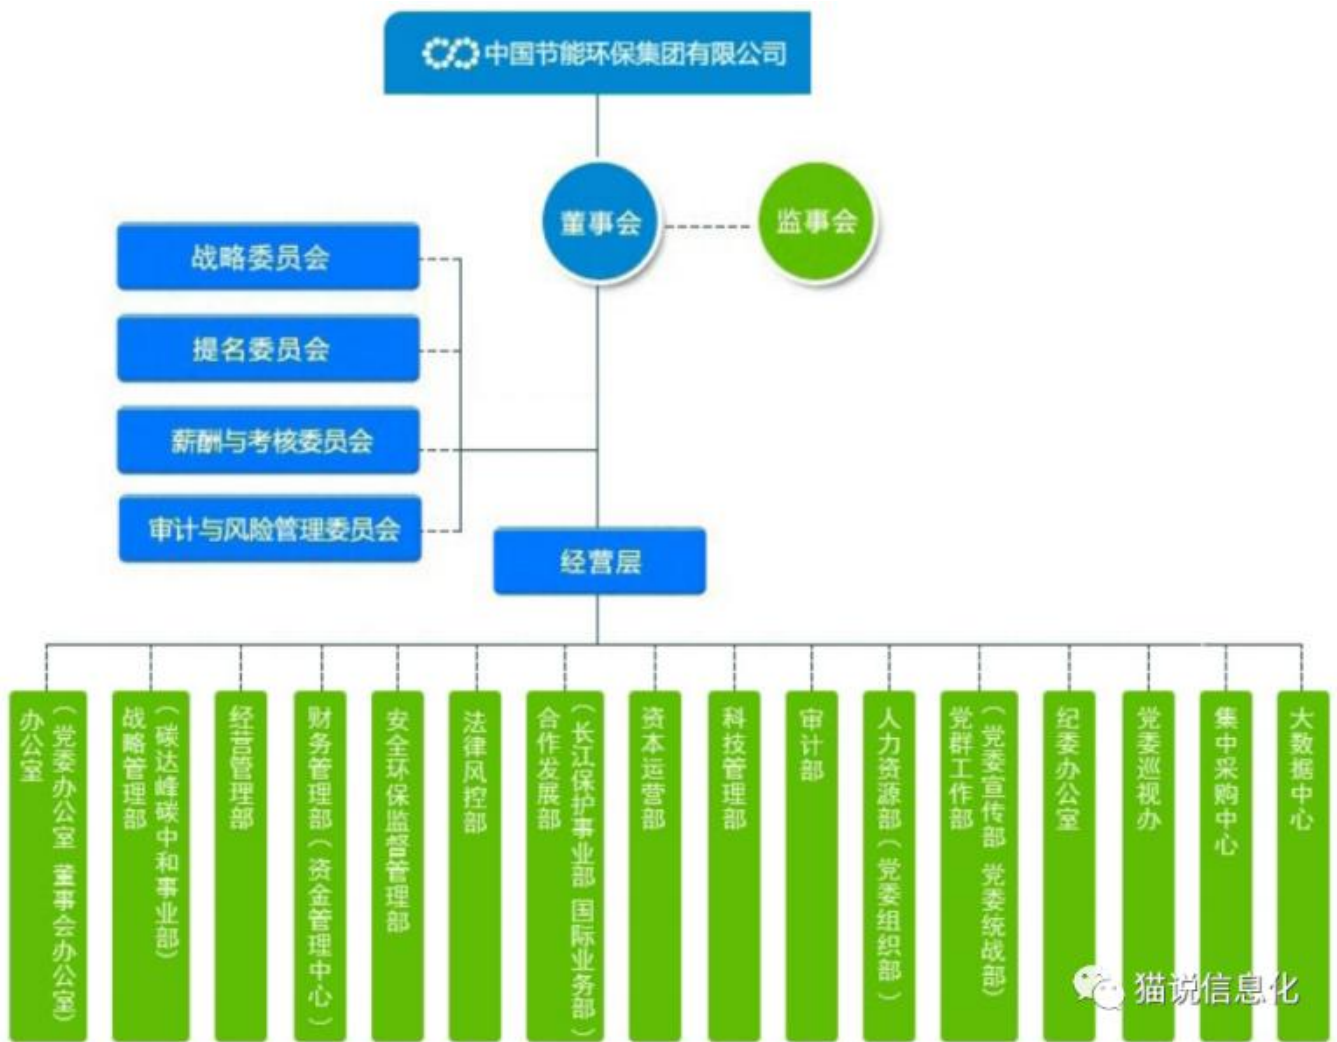 中国节能环保集团有限公司
董事会
监事会
战略委员会
提名委员会
薪酬与考核委员会
审计与风险管理委员会
经营层
办公室
（党委办公室 董事会办公室）
战略管理部
（碳达峰碳中和事业部）
经营管理部
财务管理部（资金管理中心）
安全环保监督管理部
法律风控部
合作发展部
（长江保护事业部 国际业务部）
资本运营部
科技管理部
审计部
人力资源部（党委组织部）
党群工作部
（党委宣传部 党委统战部）
纪委办公室
党委巡视办
集中采购中心
大数据中心
猫说信息化